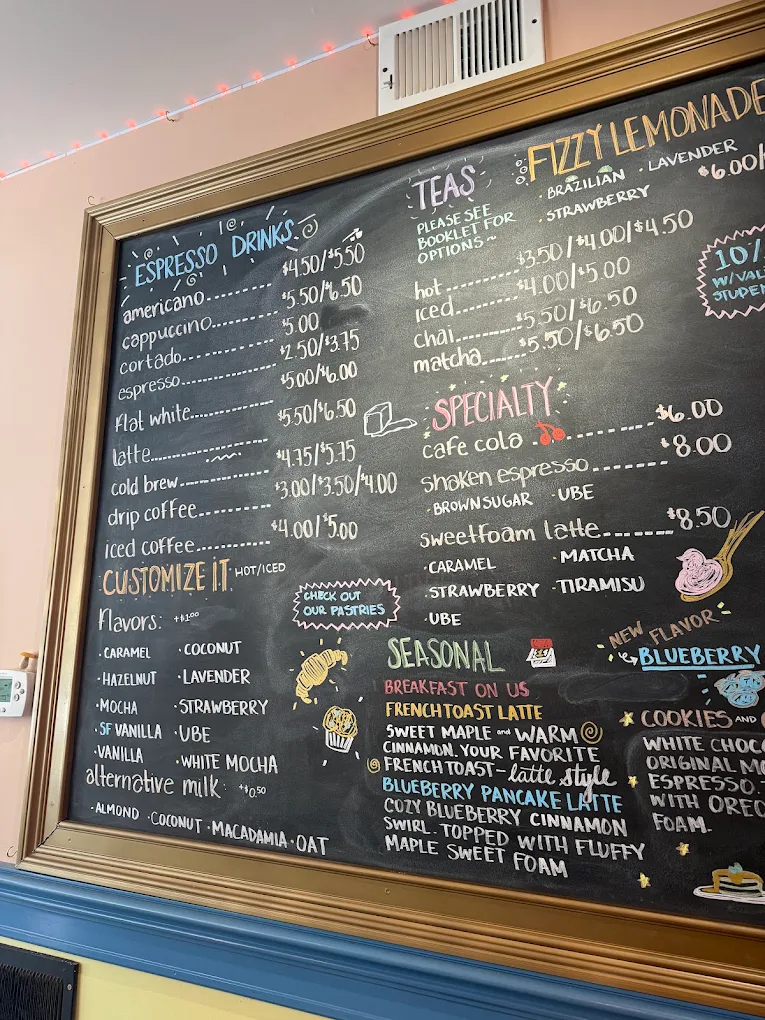 ESPRESSO DRINKS
americano $4.50/$5.50
cappuccino $5.50/$6.50
cortado $5.00
espresso $2.50/$3.75
flat white $5.00/$6.00
latte $5.50/$6.50
cold brew $4.75/$5.75
drip coffee $3.00/$3.50/$4.00
iced coffee $4.00/$5.00
CUSTOMIZE IT HOT/ICED
flavors: +$1.00
·CARAMEL ·COCONUT
·HAZELNUT ·LAVENDER
·MOCHA ·STRAWBERRY
·SF VANILLA ·UBE
·VANILLA ·WHITE MOCHA
alternative milk: +$0.50
·ALMOND ·COCONUT ·MACADAMIA ·OAT
CHECK OUT
OUR PASTRIES
TEAS
PLEASE SEE
BOOKLET FOR
OPTIONS~
hot $3.50/$4.00/$4.50
iced $4.00/$5.00
chai $5.50/$6.50
matcha $5.50/$6.50
FIZZY LEMONADE
·BRAZILIAN ·LAVENDER
·STRAWBERRY
$6.00/
10%
W/VAL
STUDEN
SPECIALTY
cafe cola $6.00
shaken espresso $8.00
·BROWN SUGAR ·UBE
sweetfoam latte $8.50
·CARAMEL ·MATCHA
·STRAWBERRY ·TIRAMISU
·UBE
SEASONAL
BREAKFAST ON US
FRENCH TOAST LATTE
SWEET MAPLE and WARM
CINNAMON. YOUR FAVORITE
FRENCH TOAST-latte style
BLUEBERRY PANCAKE LATTE
COZY BLUEBERRY CINNAMON
SWIRL. TOPPED WITH FLUFFY
MAPLE SWEET FOAM
NEW FLAVOR
BLUEBERRY
COOKIES AND
WHITE CHOC
ORIGINAL MO
ESPRESSO.
WITH OREO
FOAM.